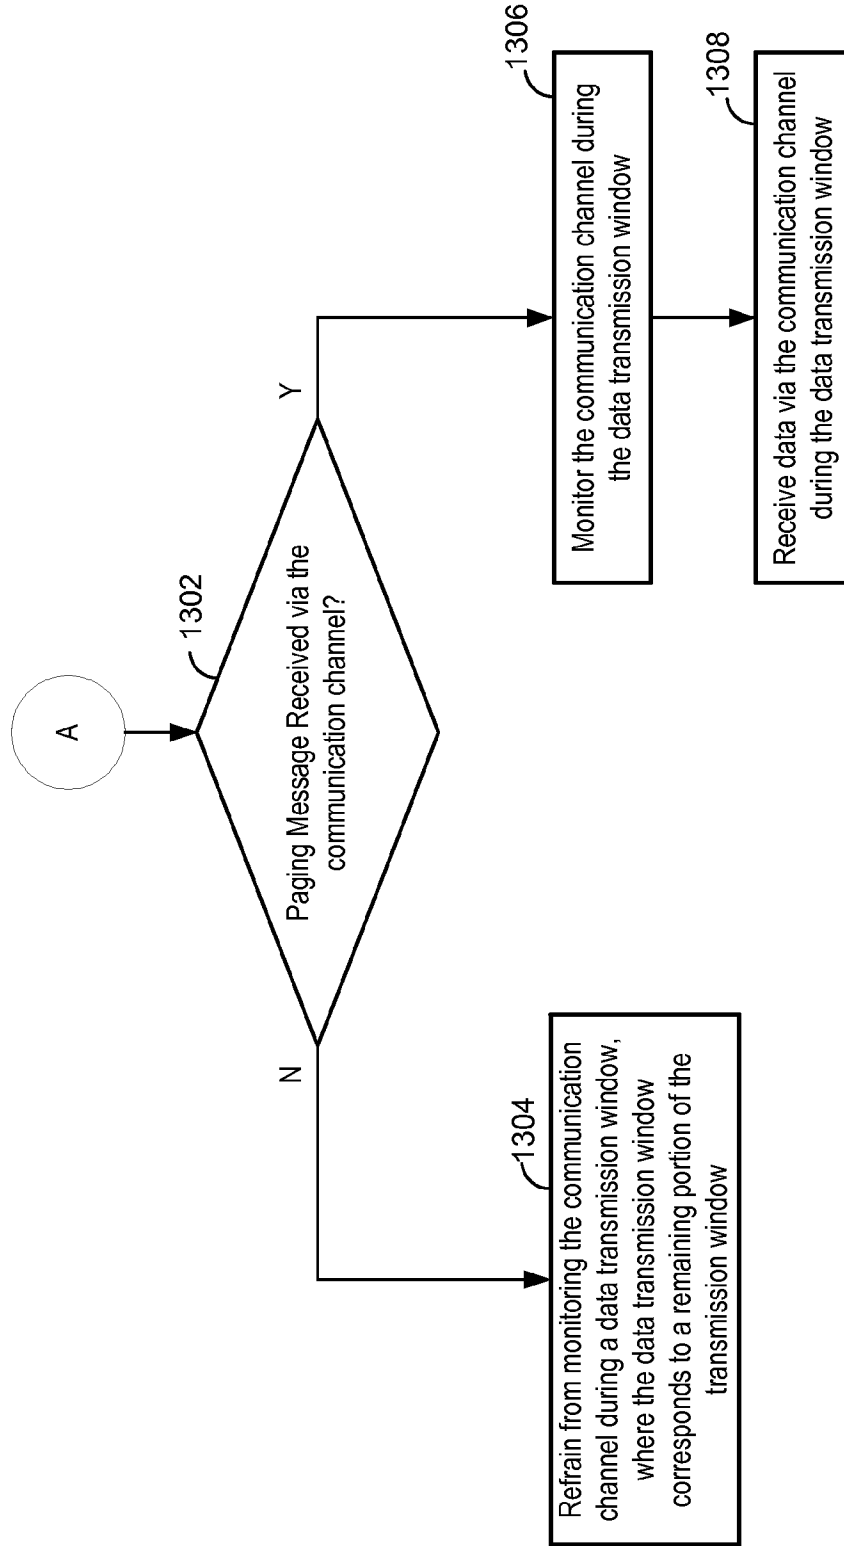 A
1302
Paging Message Received via the
communication channel?
N
Y
1304
Refrain from monitoring the communication
channel during a data transmission window,
where the data transmission window
corresponds to a remaining portion of the
transmission window
1306
Monitor the communication channel during
the data transmission window
1308
Receive data via the communication channel
during the data transmission window